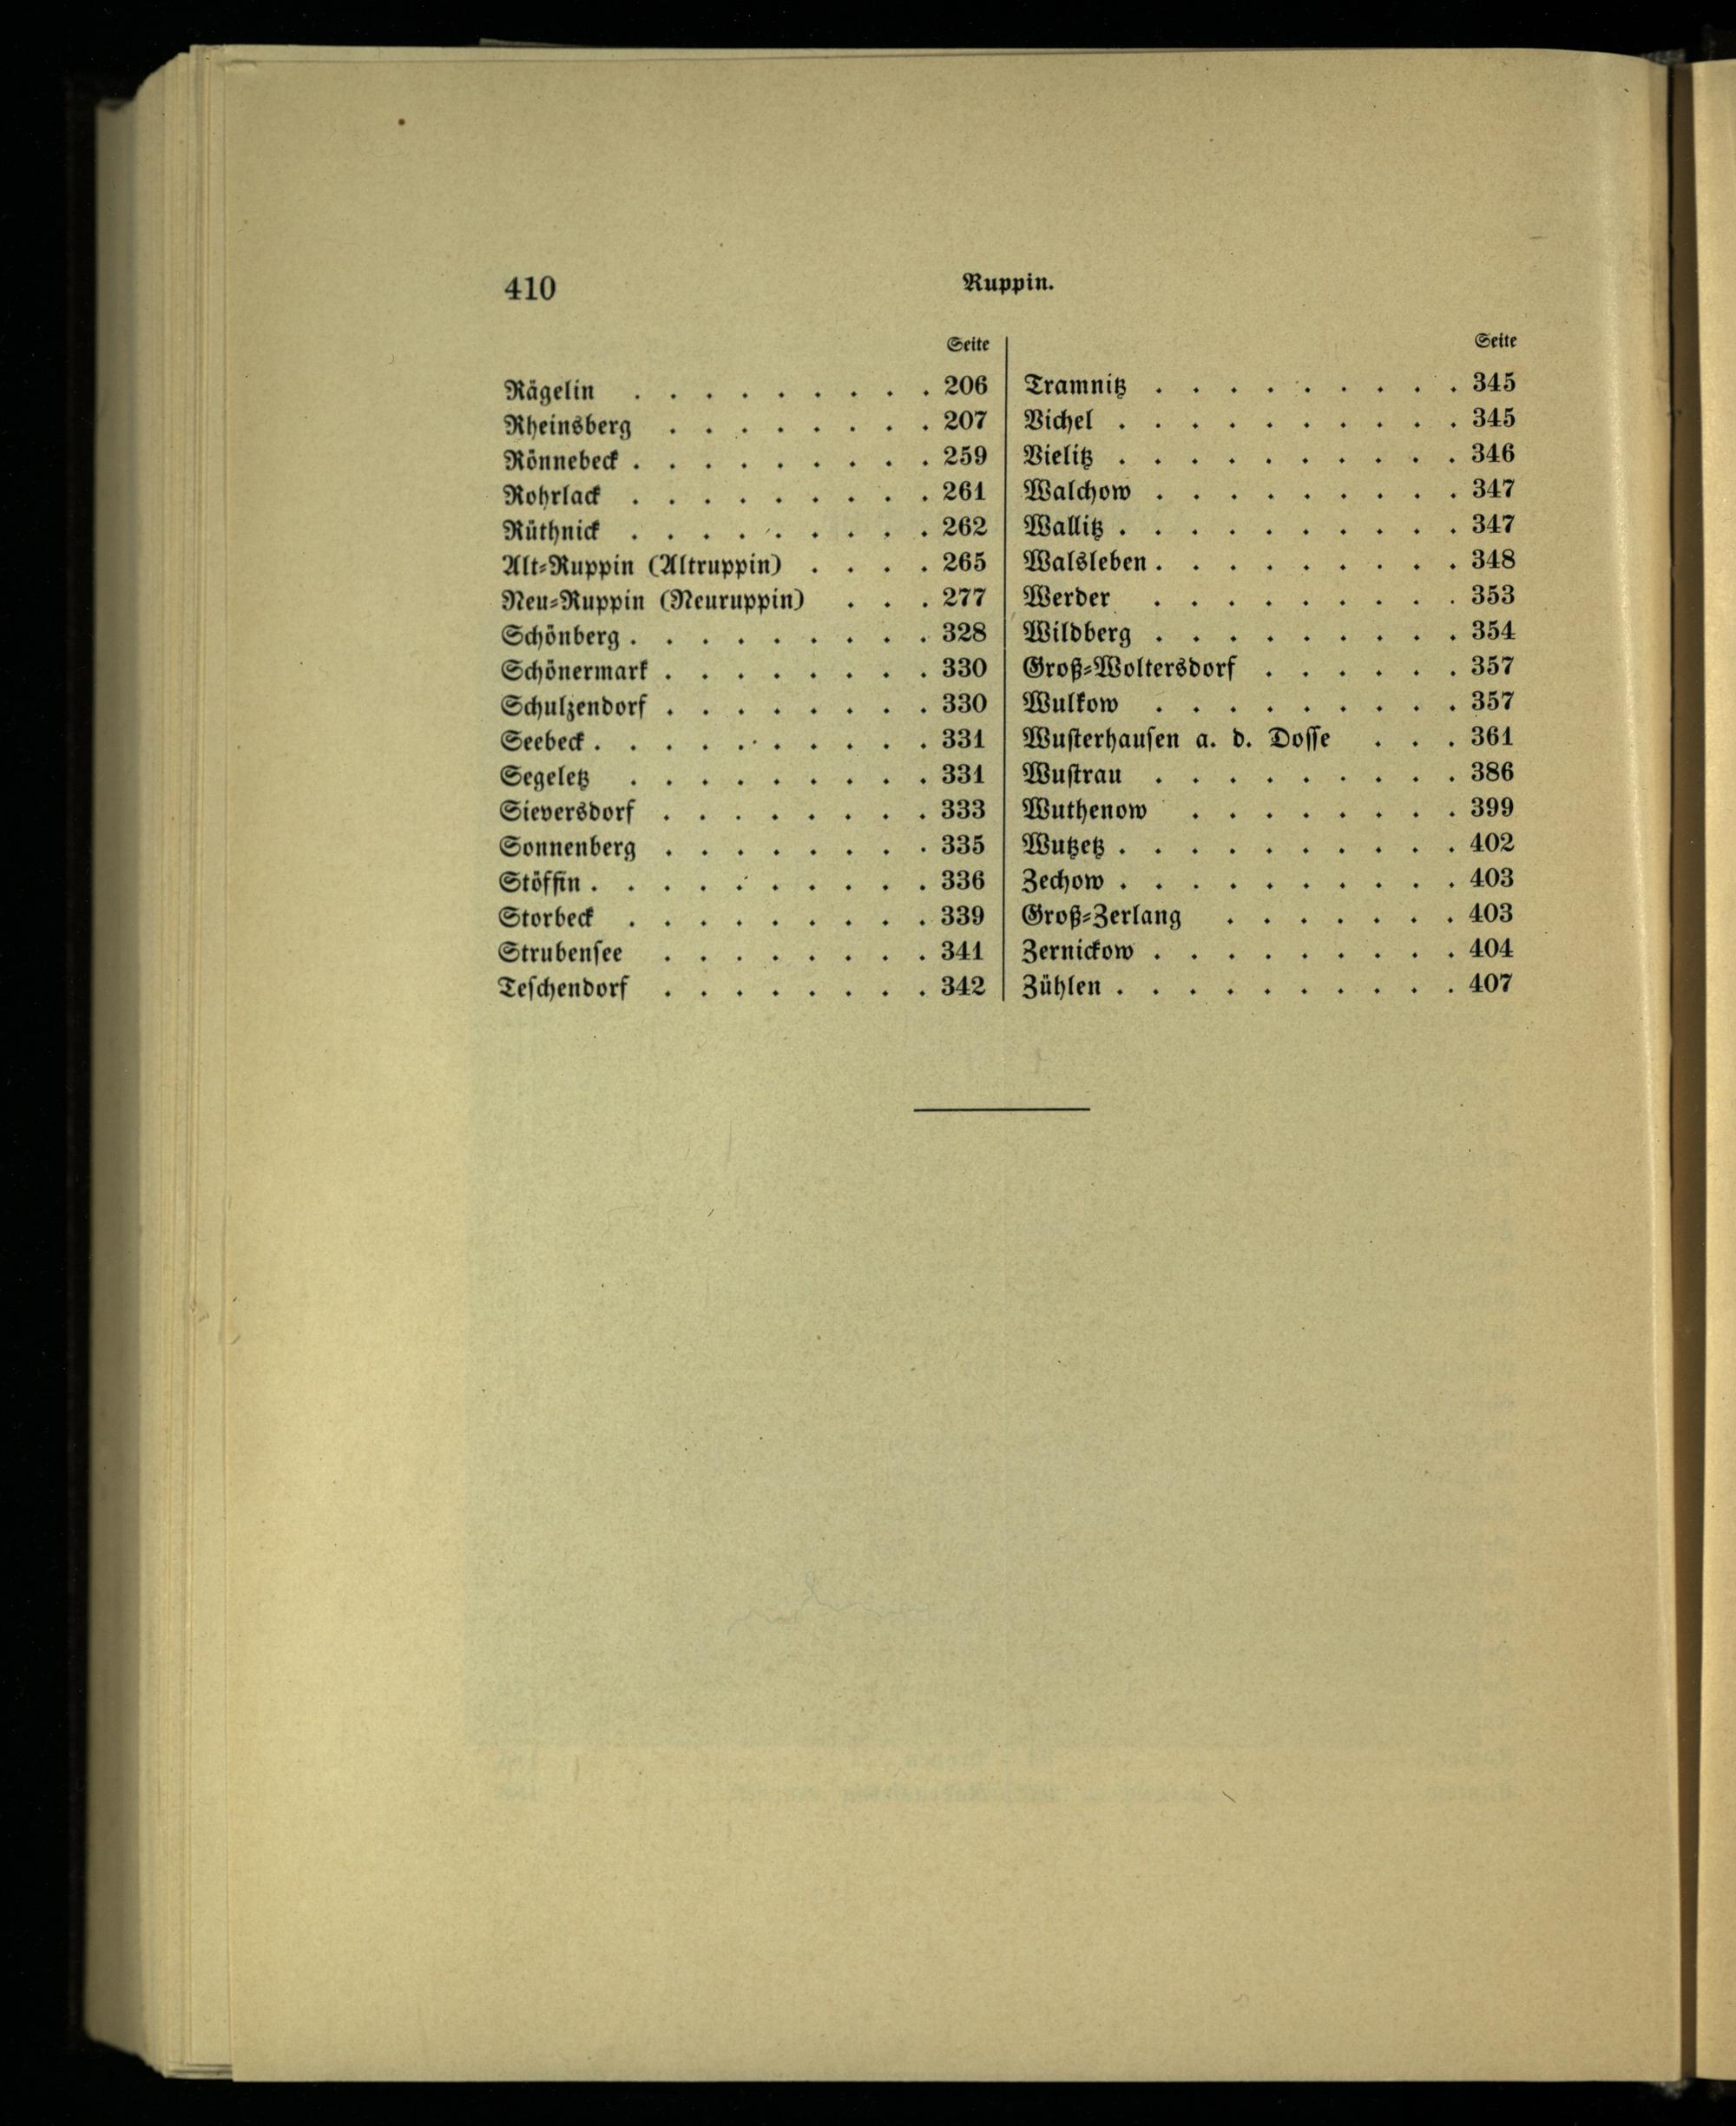 410
Ruppin.
Seite
Rägelin . . . . . . . . . 206
Rheinsberg . . . . . . . . 207
Rönnebeck . . . . . . . . . 259
Rohrlack . . . . . . . . . 261
Rüthnick . . . . . . . . . 262
Alt-Ruppin (Altruppin) . . . . 265
Neu-Ruppin (Neuruppin) . . . 277
Schönberg . . . . . . . . . 328
Schönermark . . . . . . . . 330
Schulzendorf . . . . . . . . 330
Seebeck . . . . . . . . . . 331
Segeletz . . . . . . . . . 331
Sieversdorf . . . . . . . . 333
Sonnenberg . . . . . . . . 335
Stöffin . . . . . . . . . . 336
Storbeck . . . . . . . . . 339
Strubensee . . . . . . . . 341
Teschendorf . . . . . . . . 342
Seite
Tramnitz . . . . . . . . . 345
Vichel . . . . . . . . . . 345
Vielitz . . . . . . . . . . 346
Walchow . . . . . . . . . 347
Wallitz . . . . . . . . . . 347
Walsleben . . . . . . . . . 348
Werder . . . . . . . . . 353
Wildberg . . . . . . . . . 354
Groß-Woltersdorf . . . . . . 357
Wulkow . . . . . . . . . 357
Wusterhausen a. d. Dosse . . . 361
Wustrau . . . . . . . . . 386
Wuthenow . . . . . . . . 399
Wutzetz . . . . . . . . . . 402
Zechow . . . . . . . . . . 403
Groß-Zerlang . . . . . . . 403
Zernickow . . . . . . . . . 404
Zühlen . . . . . . . . . . 407